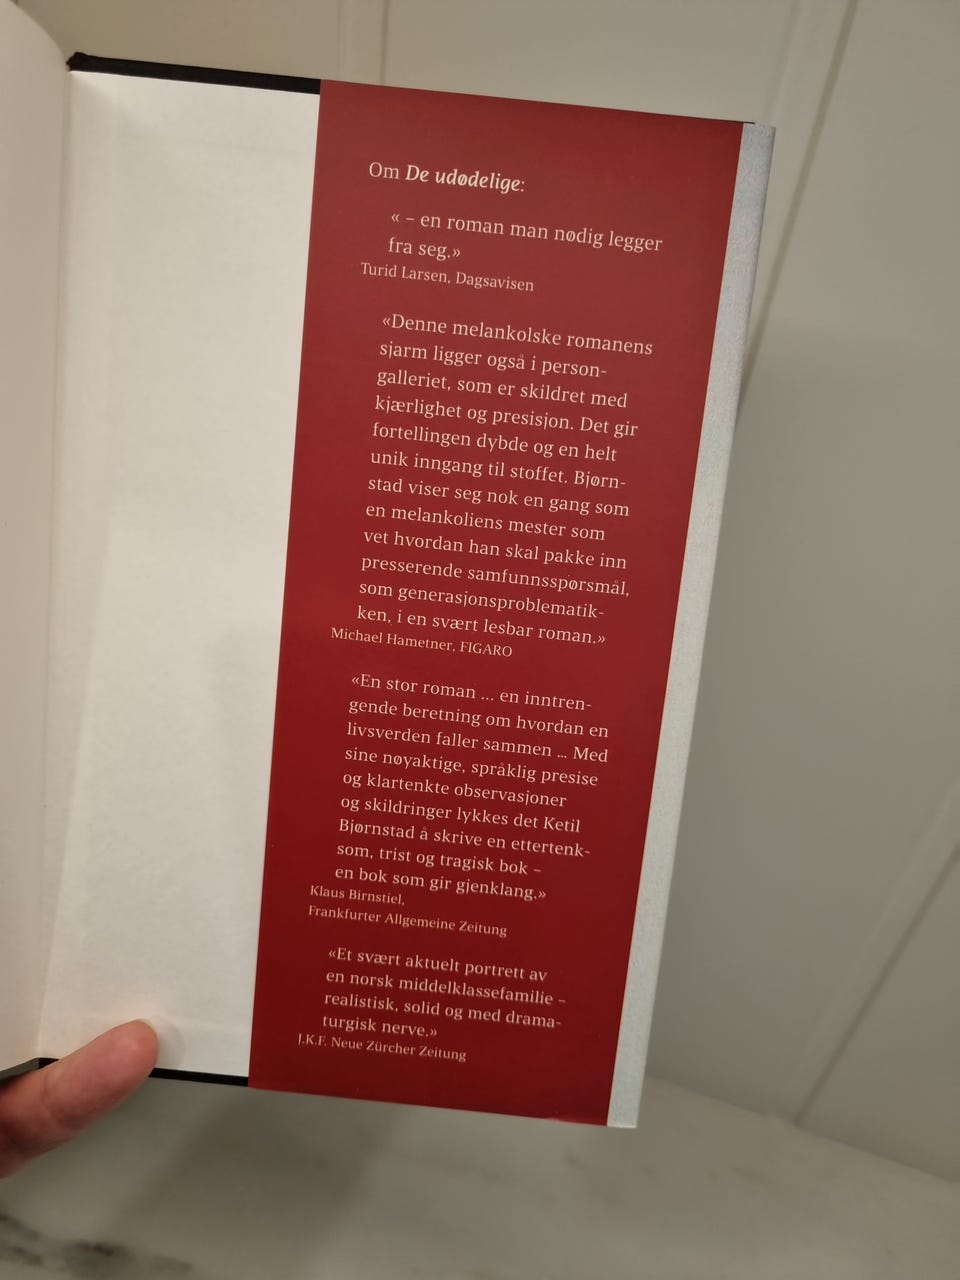 Om De udødelige:
« – en roman man nødig legger
fra seg.»
Turid Larsen, Dagsavisen
«Denne melankolske romanens
sjarm ligger også i person-
galleriet, som er skildret med
kjærlighet og presisjon. Det gir
fortellingen dybde og en helt
unik inngang til stoffet. Bjørn-
stad viser seg nok en gang som
en melankoliens mester som
vet hvordan han skal pakke inn
presserende samfunnsspørsmål,
som generasjonsproblematik-
ken, i en svært lesbar roman.»
Michael Hametner, FIGARO
«En stor roman ... en inntren-
gende beretning om hvordan en
livsverden faller sammen ... Med
sine nøyaktige, språklig presise
og klartenkte observasjoner
og skildringer lykkes det Ketil
Bjørnstad å skrive en ettertenk-
som, trist og tragisk bok –
en bok som gir gjenklang.»
Klaus Birnstiel,
Frankfurter Allgemeine Zeitung
«Et svært aktuelt portrett av
en norsk middelklassefamilie –
realistisk, solid og med drama-
turgisk nerve.»
J.K.F. Neue Zürcher Zeitung